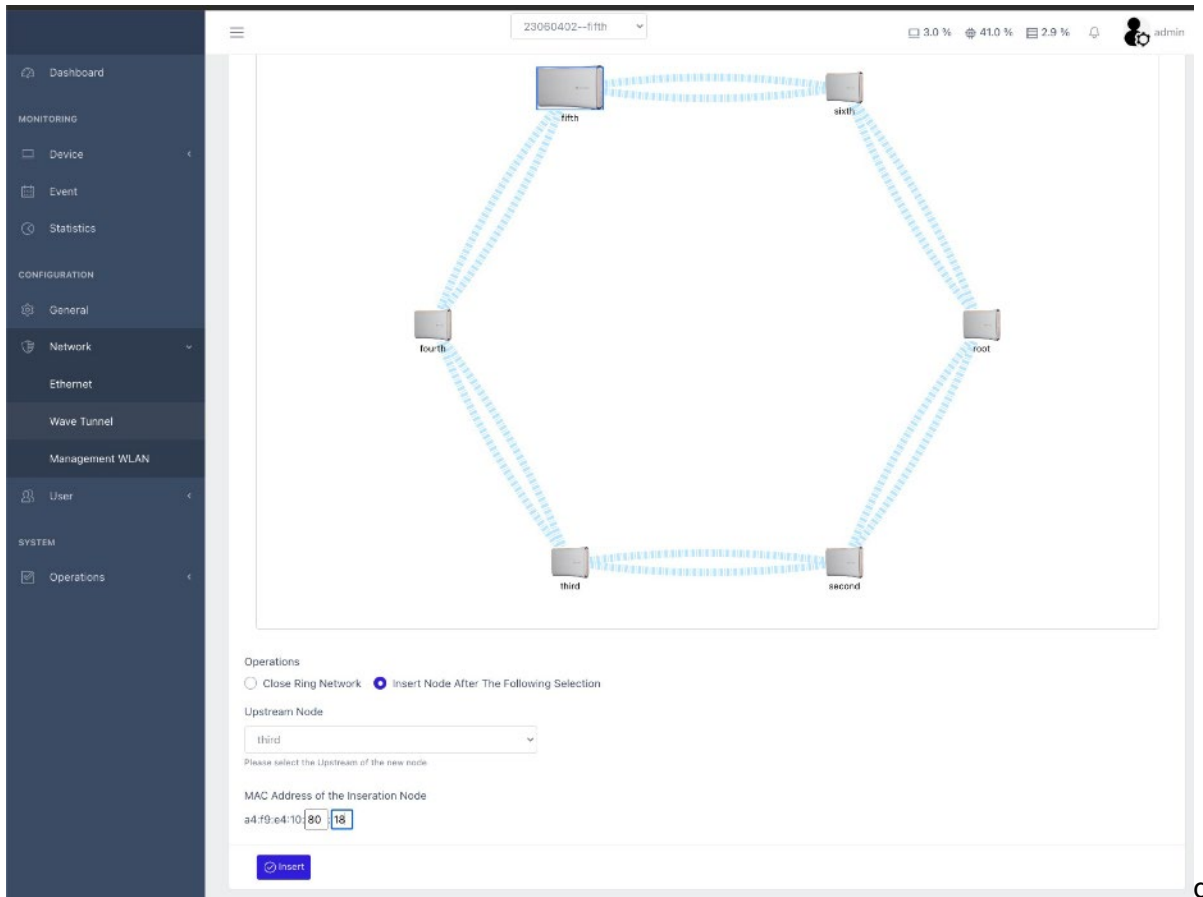 23060402--fifth
3.0 % 41.0 % 2.9 % admin
Dashboard
MONITORING
Device
Event
Statistics
CONFIGURATION
General
Network
Ethernet
Wave Tunnel
Management WLAN
User
SYSTEM
Operations
fifth
sixth
fourth
root
third
second
Operations
Close Ring Network Insert Node After The Following Selection
Upstream Node
third
Please select the Upstream of the new node
MAC Address of the Inseration Node
a4:f9:e4:10: 80 : 18
Insert